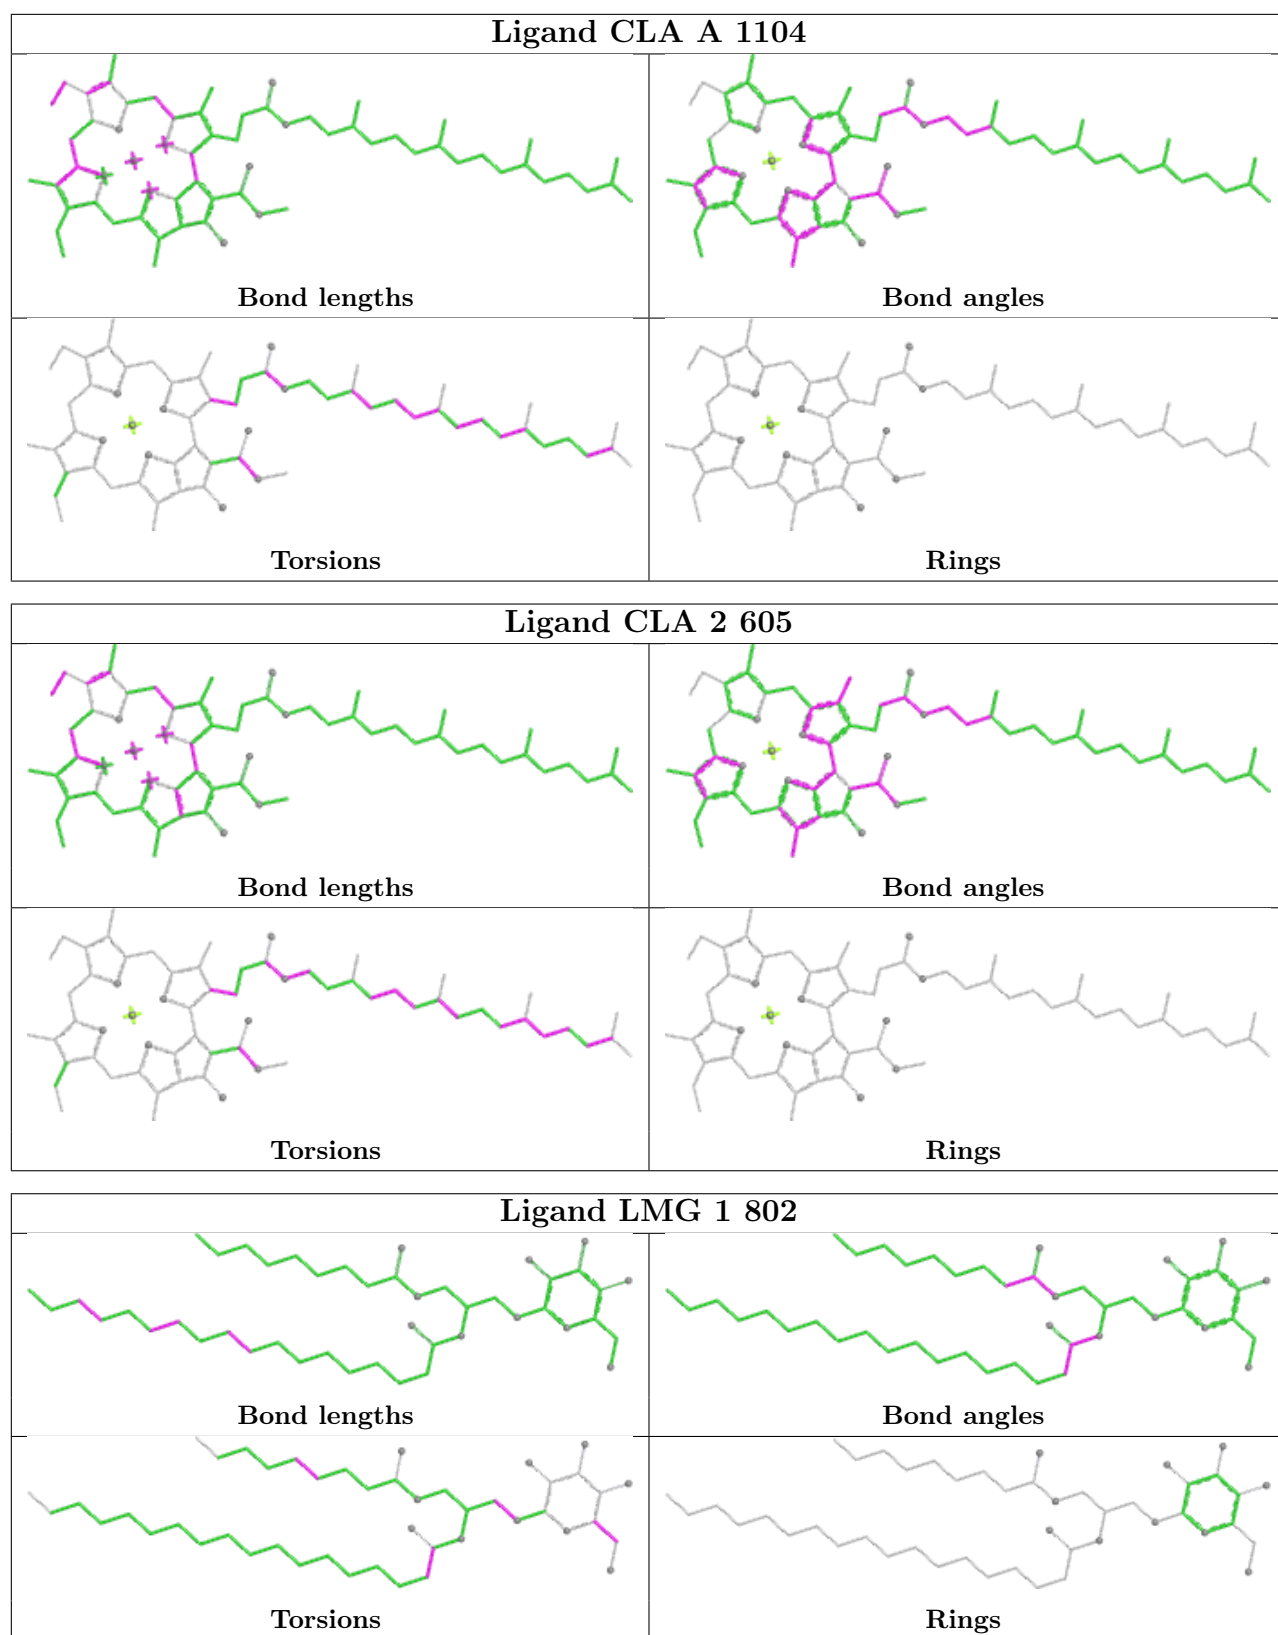 Ligand CLA A 1104
Bond lengths
Bond angles
Torsions
Rings
Ligand CLA 2 605
Bond lengths
Bond angles
Torsions
Rings
Ligand LMG 1 802
Bond lengths
Bond angles
Torsions
Rings